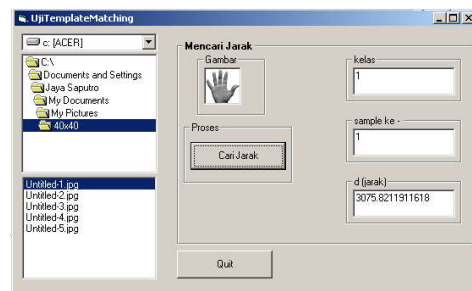 UjiTemplateMatching
c: [ACER]
C:\
Documents and Settings
Jaya Saputro
My Documents
My Pictures
40x40
Untitled-1.jpg
Untitled-2.jpg
Untitled-3.jpg
Untitled-4.jpg
Untitled-5.jpg
Mencari Jarak
Gambar
Proses
Cari Jarak
kelas
1
sample ke -
1
d (jarak)
3075.8211911618
Quit